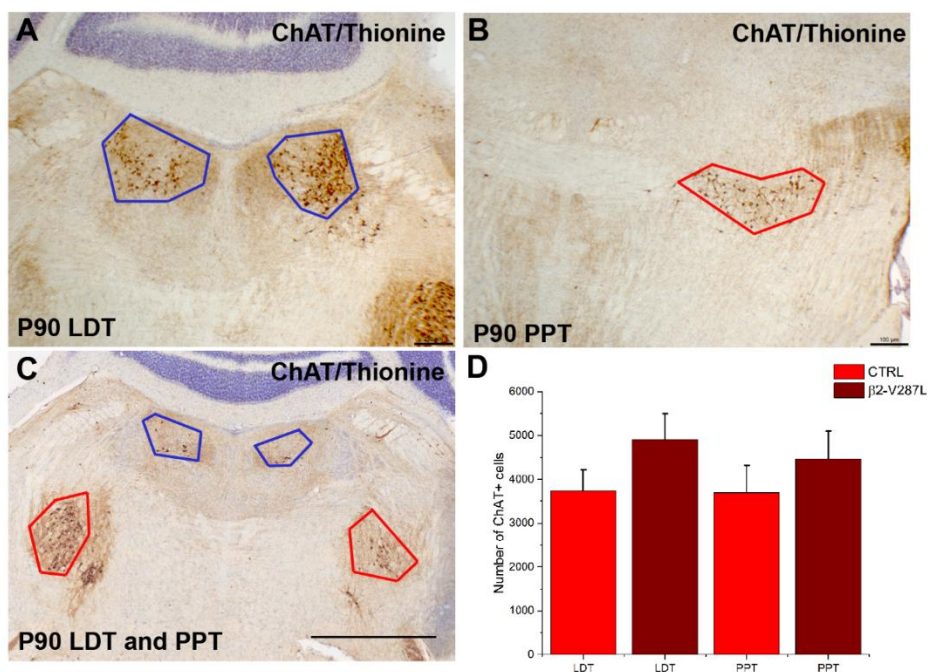 A
ChAT/Thionine
P90 LDT
B
ChAT/Thionine
P90 PPT
100 µm
C
ChAT/Thionine
P90 LDT and PPT
D
CTRL
β2-V287L
Number of ChAT+ cells
6000
5000
4000
3000
2000
1000
0
LDT
LDT
PPT
PPT